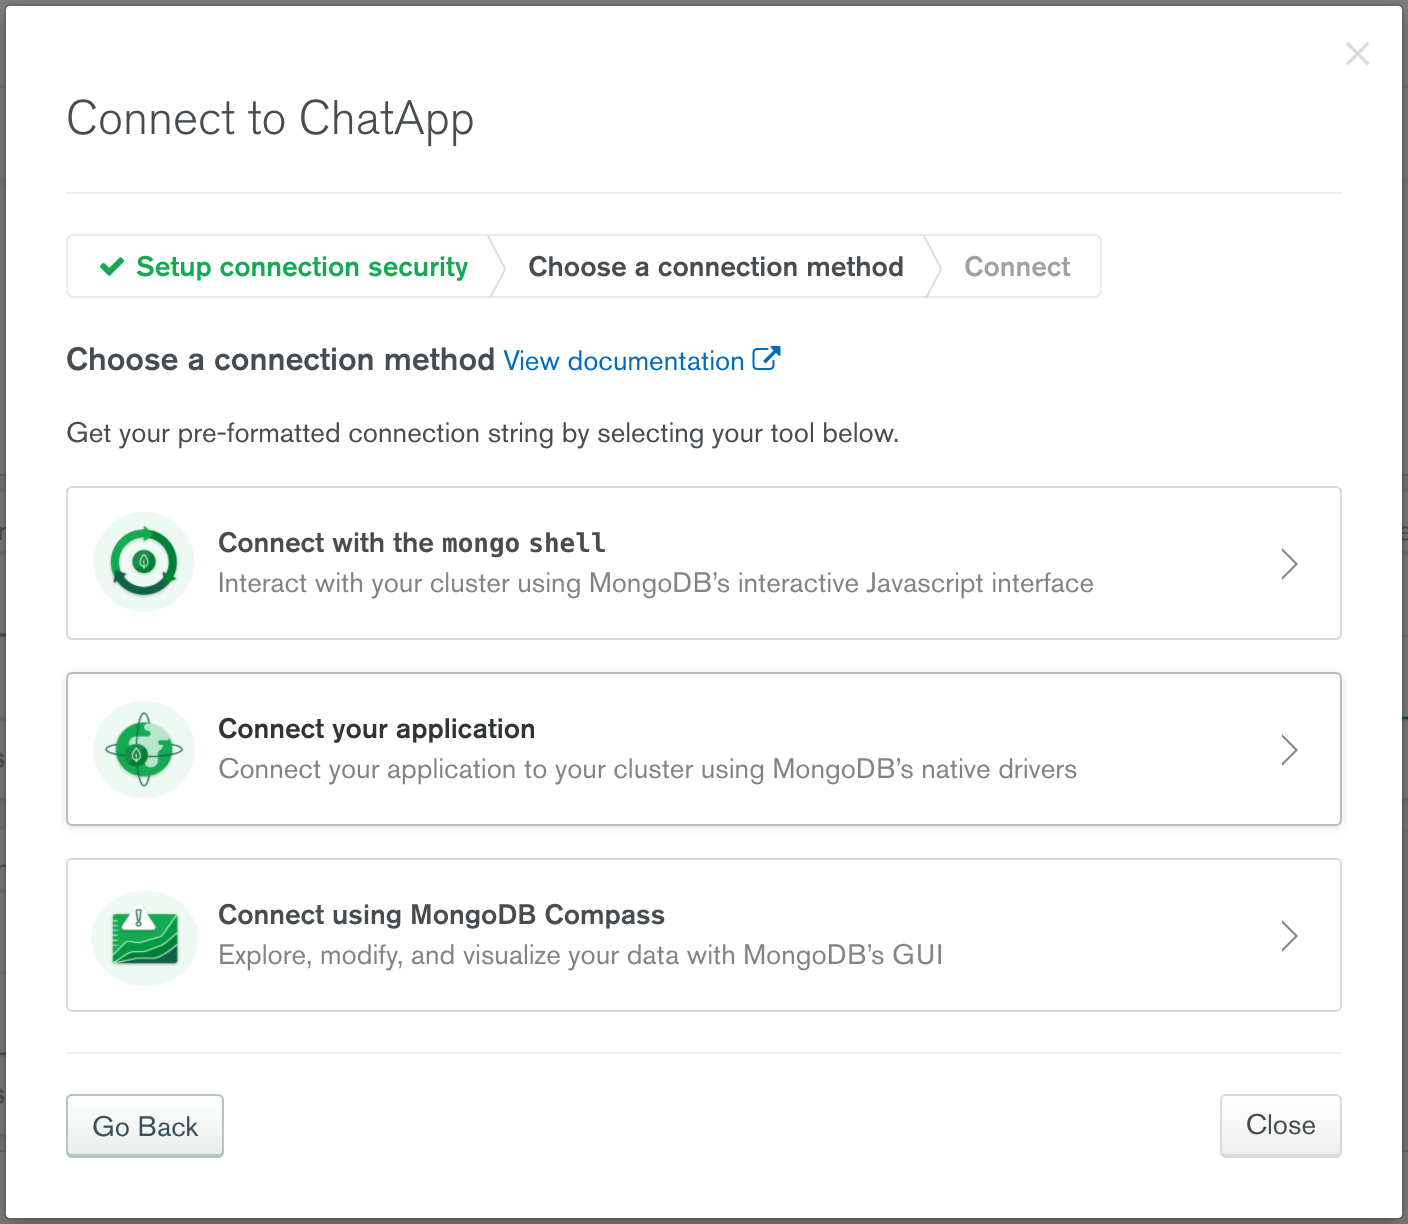 Connect to ChatApp
Setup connection security
Choose a connection method
Connect
Choose a connection method View documentation
Get your pre-formatted connection string by selecting your tool below.
Connect with the mongo shell
Interact with your cluster using MongoDB’s interactive Javascript interface
Connect your application
Connect your application to your cluster using MongoDB’s native drivers
Connect using MongoDB Compass
Explore, modify, and visualize your data with MongoDB’s GUI
Go Back
Close